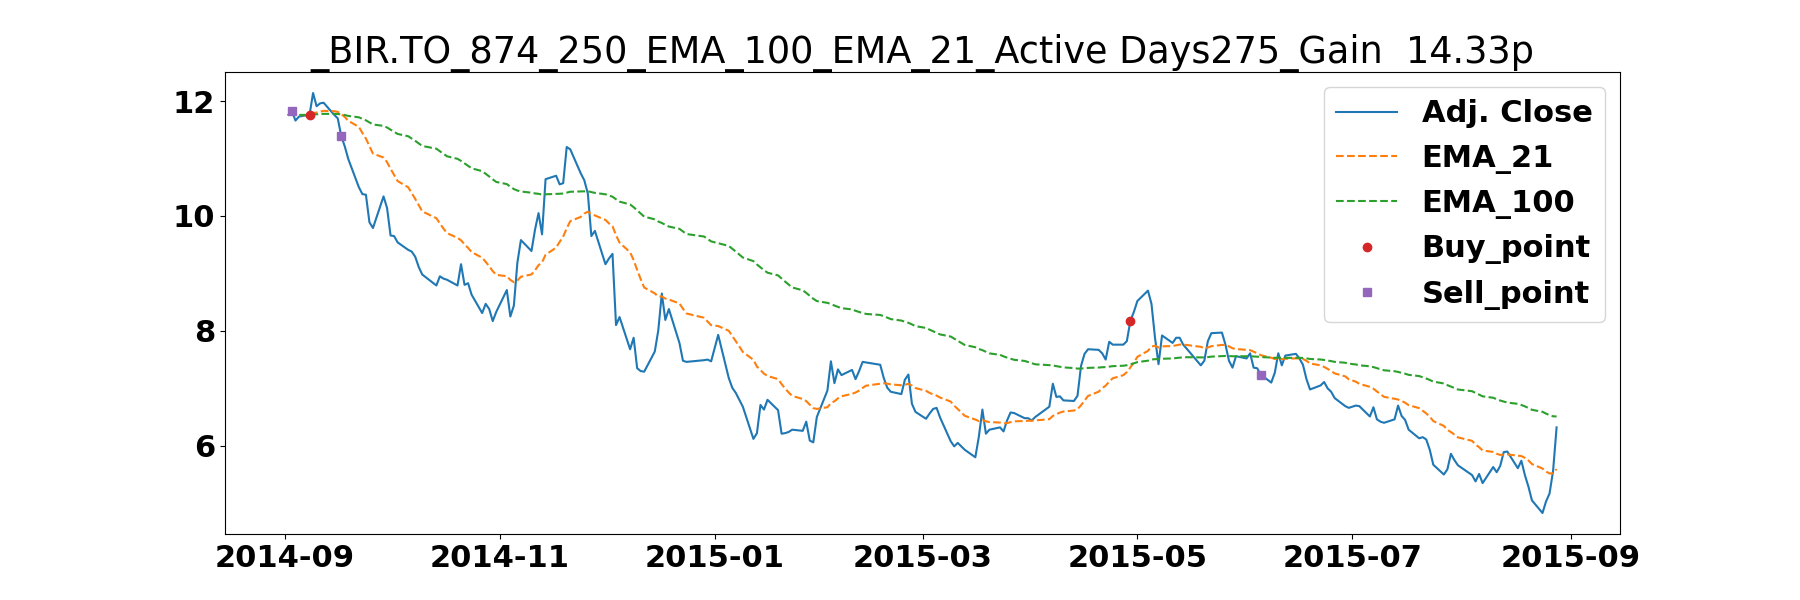 _BIR.TO_874_250_EMA_100_EMA_21_Active Days275_Gain  14.33p
12
10
8
6
Adj. Close
EMA_21
EMA_100
Buy_point
Sell_point
2014-09 2014-11 2015-01 2015-03 2015-05 2015-07 2015-09